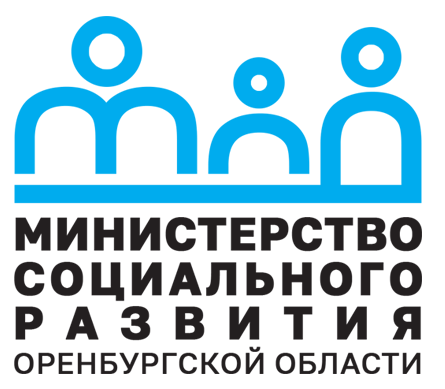 МИНИСТЕРСТВО
СОЦИАЛЬНОГО
РАЗВИТИЯ
ОРЕНБУРГСКОЙ ОБЛАСТИ